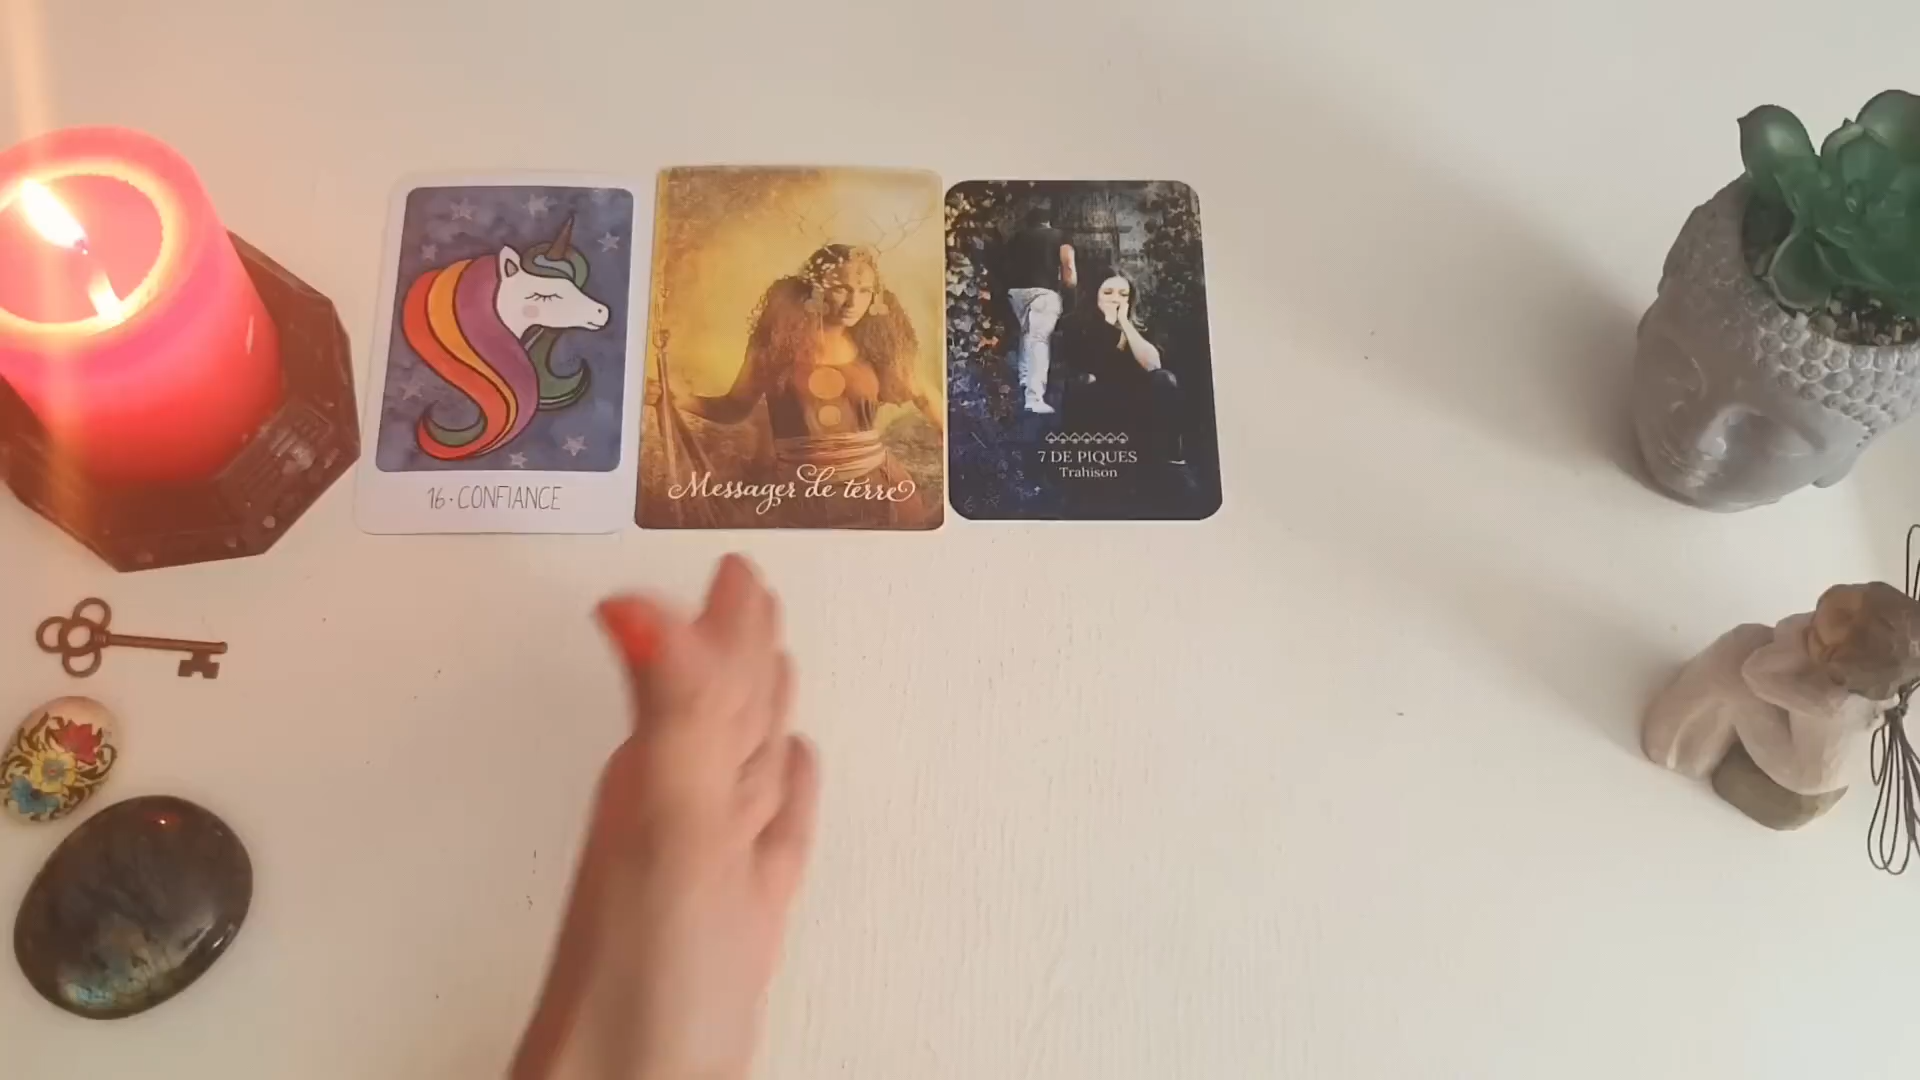 16 · CONFIANCE
Messager de terre
7 DE PIQUES
Trahison